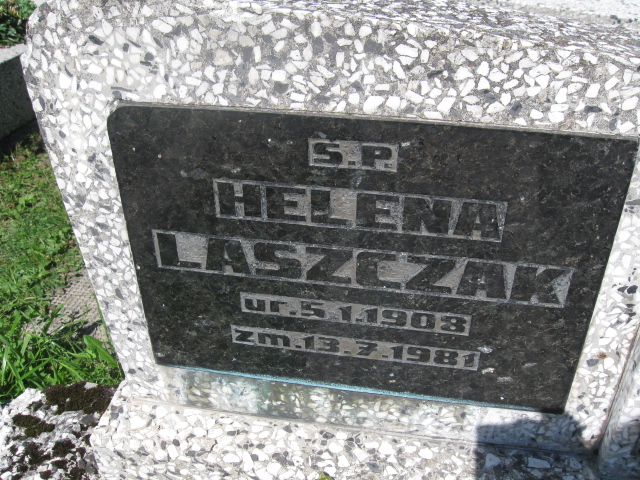 S.P.
HELENA
LASZCZAK
ur.5.1.1908
zm.13.7.1981